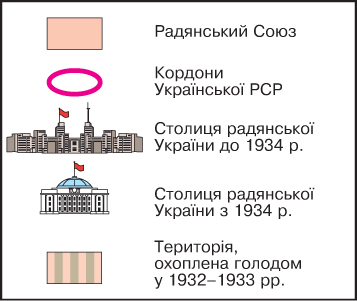 Радянський Союз
Кордони
Української РСР
Столиця радянської
України до 1934 р.
Столиця радянської
України з 1934 р.
Територія,
охоплена голодом
у 1932–1933 рр.